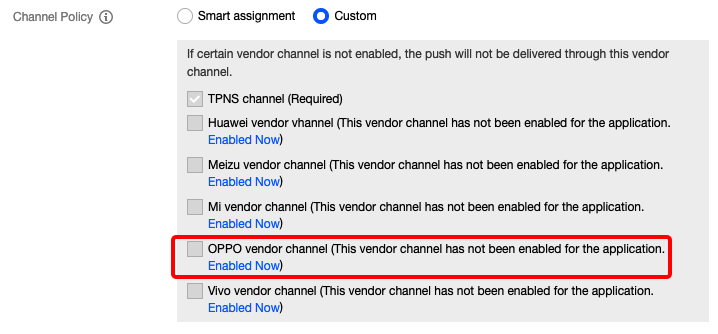 Channel Policy Smart assignment Custom
If certain vendor channel is not enabled, the push will not be delivered through this vendor
channel.
TPNS channel (Required)
Huawei vendor vhannel (This vendor channel has not been enabled for the application.
Enabled Now)
Meizu vendor channel (This vendor channel has not been enabled for the application.
Enabled Now)
Mi vendor channel (This vendor channel has not been enabled for the application.
Enabled Now)
OPPO vendor channel (This vendor channel has not been enabled for the application.
Enabled Now)
Vivo vendor channel (This vendor channel has not been enabled for the application.
Enabled Now)